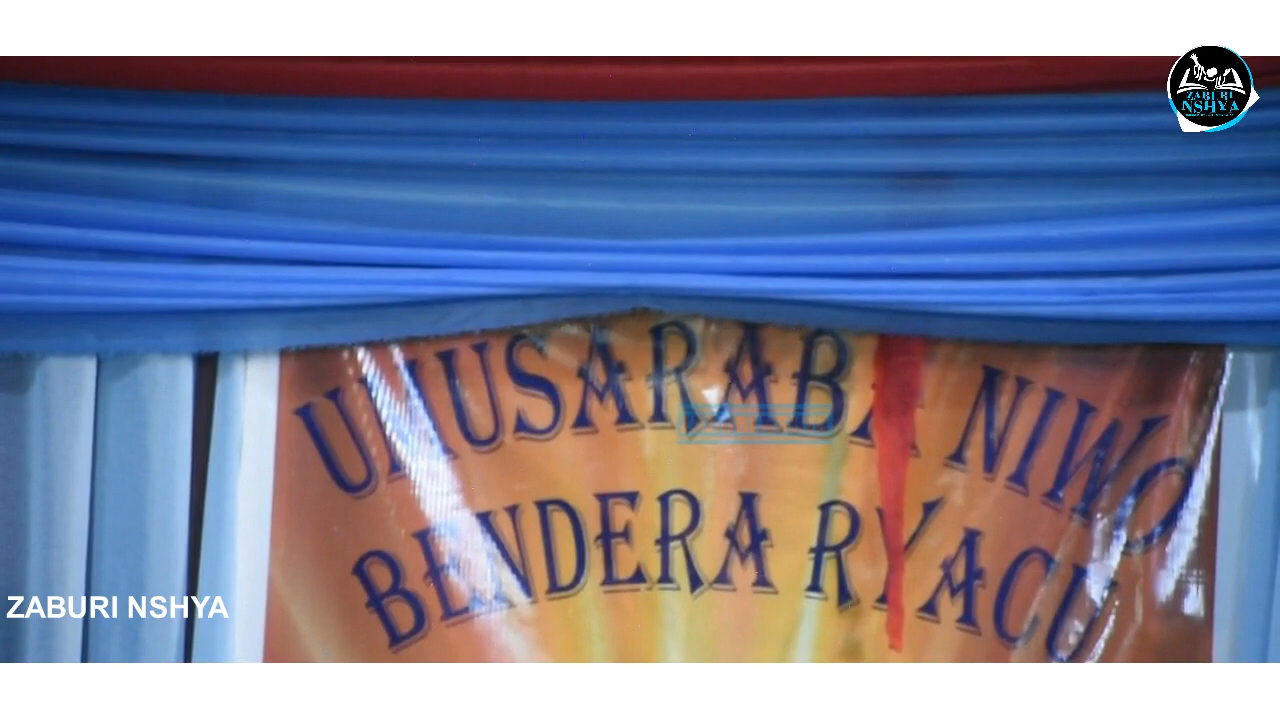 ZABURI
NSHYA
UMUSARABA NIWO
BENDERA RYACU
ZABURI NSHYA